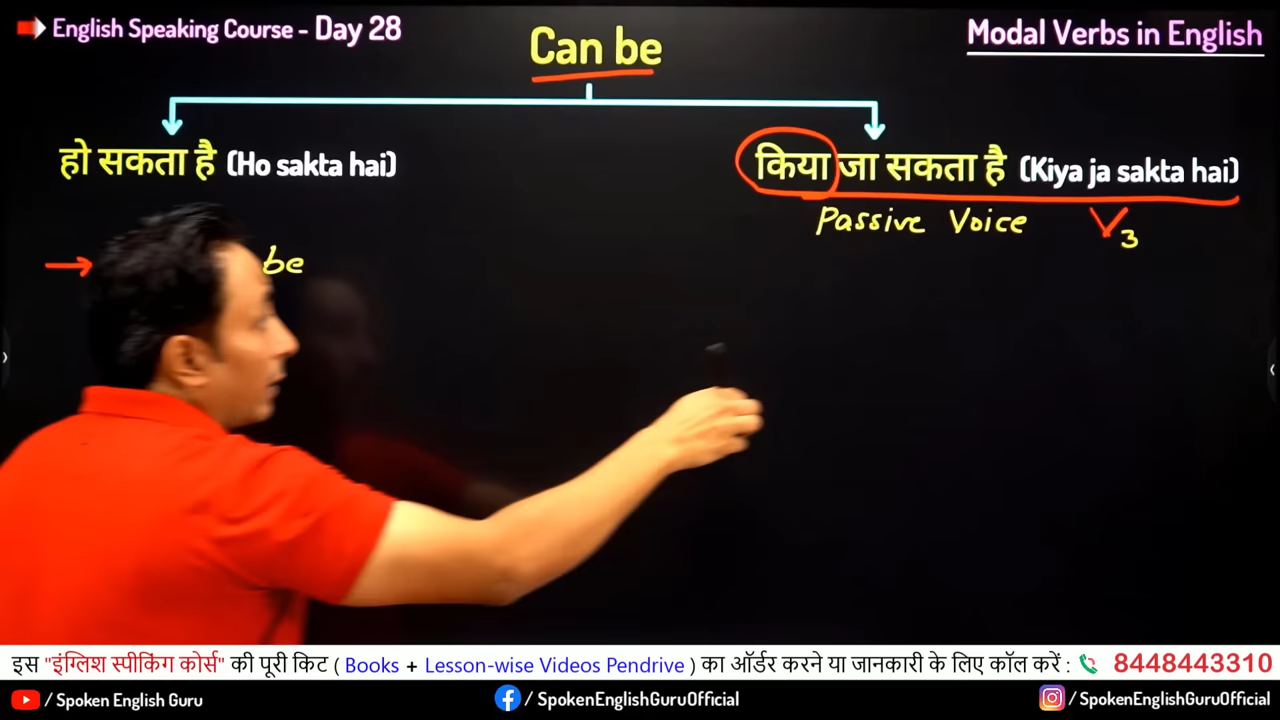 English Speaking Course - Day 28
Can be
Modal Verbs in English
हो सकता है (Ho sakta hai)
किया जा सकता है (Kiya ja sakta hai)
Passive Voice V3
be
इस "इंग्लिश स्पीकिंग कोर्स" की पूरी किट ( Books + Lesson-wise Videos Pendrive ) का ऑर्डर करने या जानकारी के लिए कॉल करें : 8448443310
/ Spoken English Guru
/ SpokenEnglishGuruOfficial
/ SpokenEnglishGuruOfficial